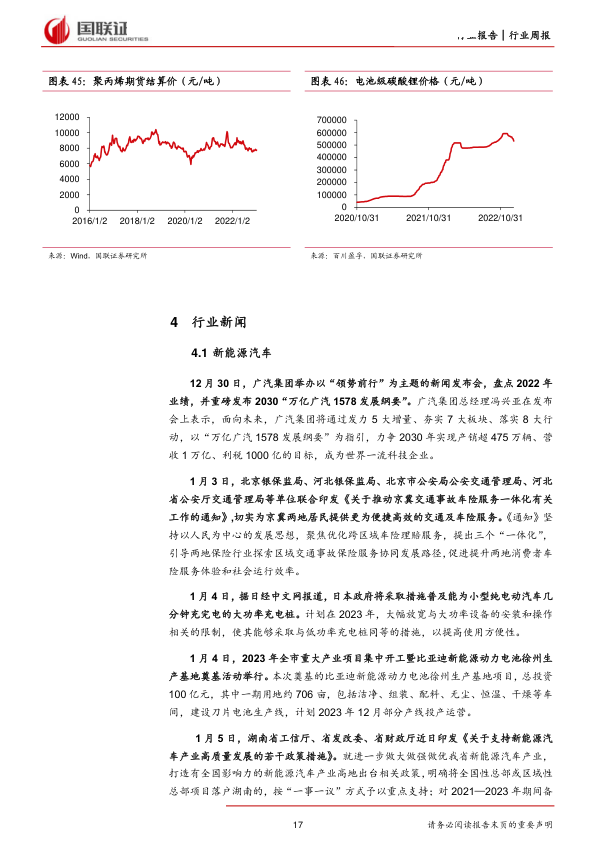 国联证
GUOLIAN SECURITIES
报告│行业周报
图表 45：聚丙烯期货结算价（元/吨）
图表 46：电池级碳酸锂价格（元/吨）
12000
10000
8000
6000
4000
2000
0
2016/1/2 2018/1/2 2020/1/2 2022/1/2
700000
600000
500000
400000
300000
200000
100000
0
2020/10/31 2021/10/31 2022/10/31
来源：Wind，国联证券研究所
来源：百川盈孚，国联证券研究所
4 行业新闻
4.1 新能源汽车
12 月 30 日，广汽集团举办以“领势前行”为主题的新闻发布会，盘点 2022 年
业绩，并重磅发布 2030“万亿广汽 1578 发展纲要”。广汽集团总经理冯兴亚在发布
会上表示，面向未来，广汽集团将通过发力 5 大增量、夯实 7 大板块、落实 8 大行
动，以“万亿广汽 1578 发展纲要”为指引，力争 2030 年实现产销超 475 万辆、营
收 1 万亿、利税 1000 亿的目标，成为世界一流科技企业。
1 月 3 日，北京银保监局、河北银保监局、北京市公安局公安交通管理局、河北
省公安厅交通管理局等单位联合印发《关于推动京冀交通事故车险服务一体化有关
工作的通知》,切实为京冀两地居民提供更为便捷高效的交通及车险服务。《通知》坚
持以人民为中心的发展思想，聚焦优化跨区域车险理赔服务，提出三个“一体化”，
引导两地保险行业探索区域交通事故保险服务协同发展路径,促进提升两地消费者车
险服务体验和社会运行效率。
1 月 4 日，据日经中文网报道，日本政府将采取措施普及能为小型纯电动汽车几
分钟充完电的大功率充电桩。计划在 2023 年，大幅放宽与大功率设备的安装和操作
相关的限制，使其能够采取与低功率充电桩同等的措施，以提高使用方便性。
1 月 4 日，2023 年全市重大产业项目集中开工暨比亚迪新能源动力电池徐州生
产基地奠基活动举行。本次奠基的比亚迪新能源动力电池徐州生产基地项目，总投资
100 亿元，其中一期用地约 706 亩，包括洁净、组装、配料、无尘、恒温、干燥等车
间，建设刀片电池生产线，计划 2023 年 12 月部分产线投产运营。
1 月 5 日，湖南省工信厅、省发改委、省财政厅近日印发《关于支持新能源汽
车产业高质量发展的若干政策措施》。就进一步做大做强做优我省新能源汽车产业，
打造有全国影响力的新能源汽车产业高地出台相关政策,明确将全国性总部或区域性
总部项目落户湖南的，按“一事一议”方式予以重点支持；对 2021—2023 年期间备
17
请务必阅读报告末页的重要声明